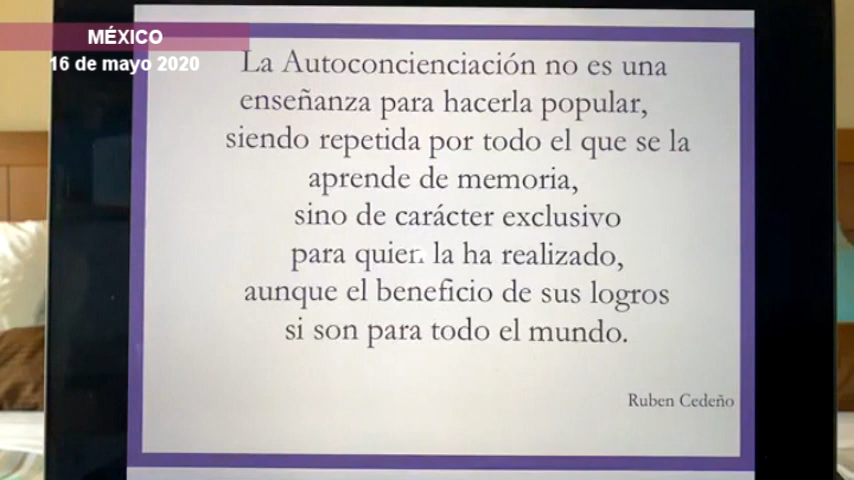 MÉXICO
16 de mayo 2020
La Autoconcienciación no es una
enseñanza para hacerla popular,
siendo repetida por todo el que se la
aprende de memoria,
sino de carácter exclusivo
para quien la ha realizado,
aunque el beneficio de sus logros
si son para todo el mundo.
Ruben Cedeño